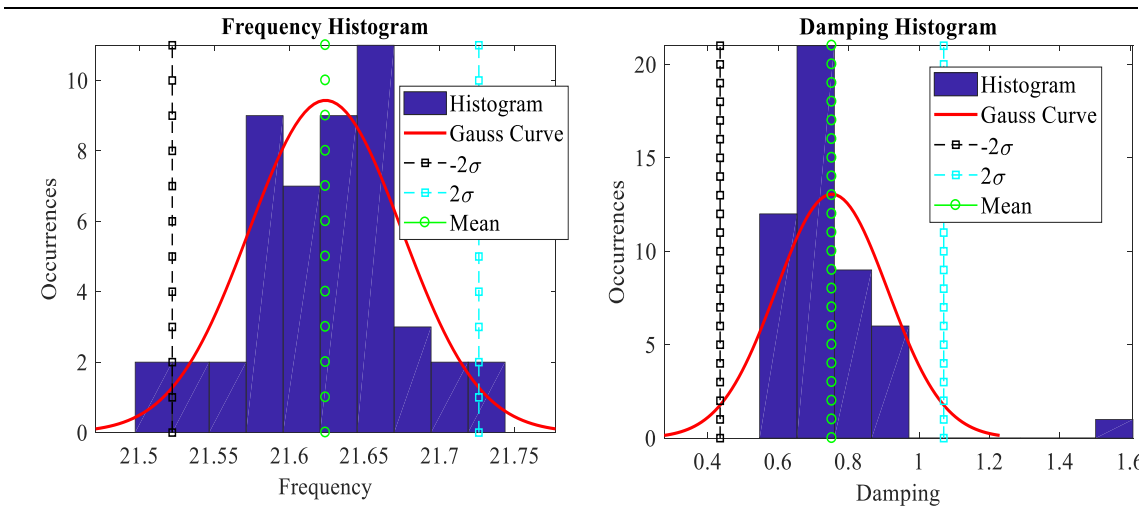 Frequency Histogram
10
8
6
4
2
0
21.5 21.55 21.6 21.65 21.7 21.75
Occurrences
Frequency
Histogram
Gauss Curve
-2σ
2σ
Mean
Damping Histogram
20
15
10
5
0
0.4 0.6 0.8 1 1.2 1.4 1.6
Occurrences
Damping
Histogram
Gauss Curve
-2σ
2σ
Mean